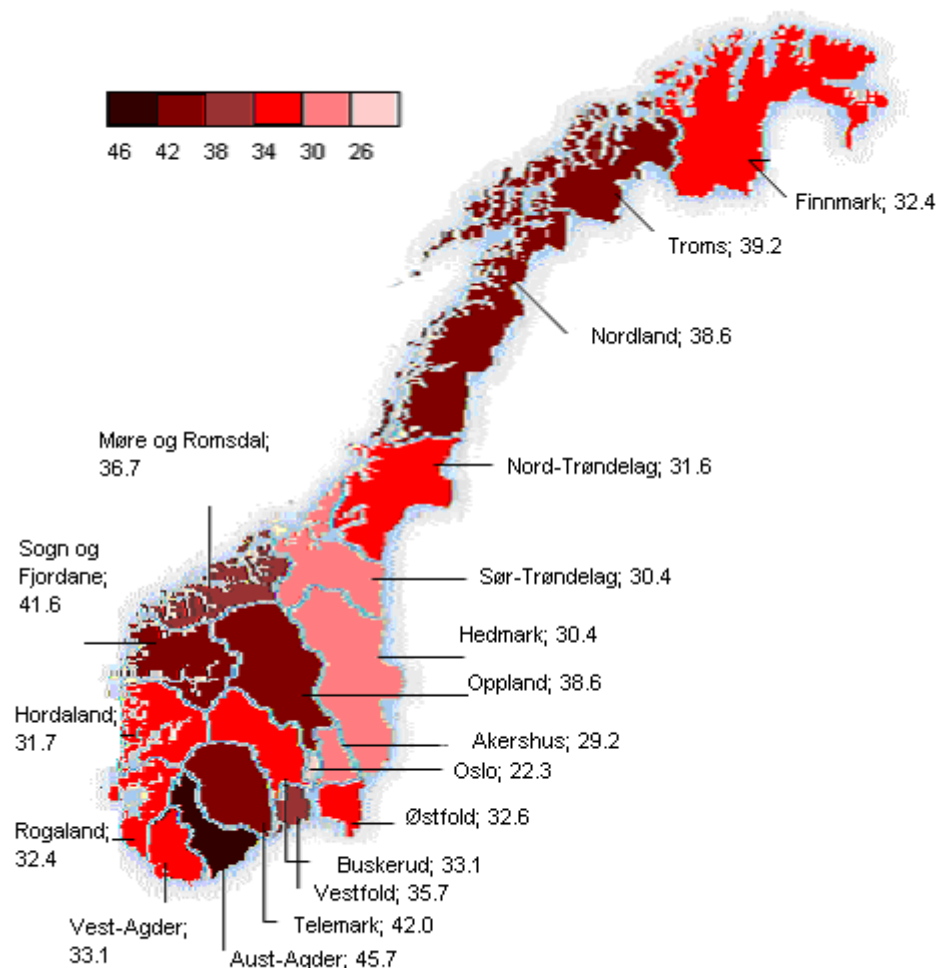 46 42 38 34 30 26
Finnmark; 32.4
Troms; 39.2
Nordland; 38.6
Møre og Romsdal;
36.7
Nord-Trøndelag; 31.6
Sogn og
Fjordane;
41.6
Sør-Trøndelag; 30.4
Hedmark; 30.4
Oppland; 38.6
Hordaland;
31.7
Akershus; 29.2
Oslo; 22.3
Østfold; 32.6
Rogaland;
32.4
Buskerud; 33.1
Vestfold; 35.7
Telemark; 42.0
Vest-Agder;
33.1
Aust-Agder; 45.7